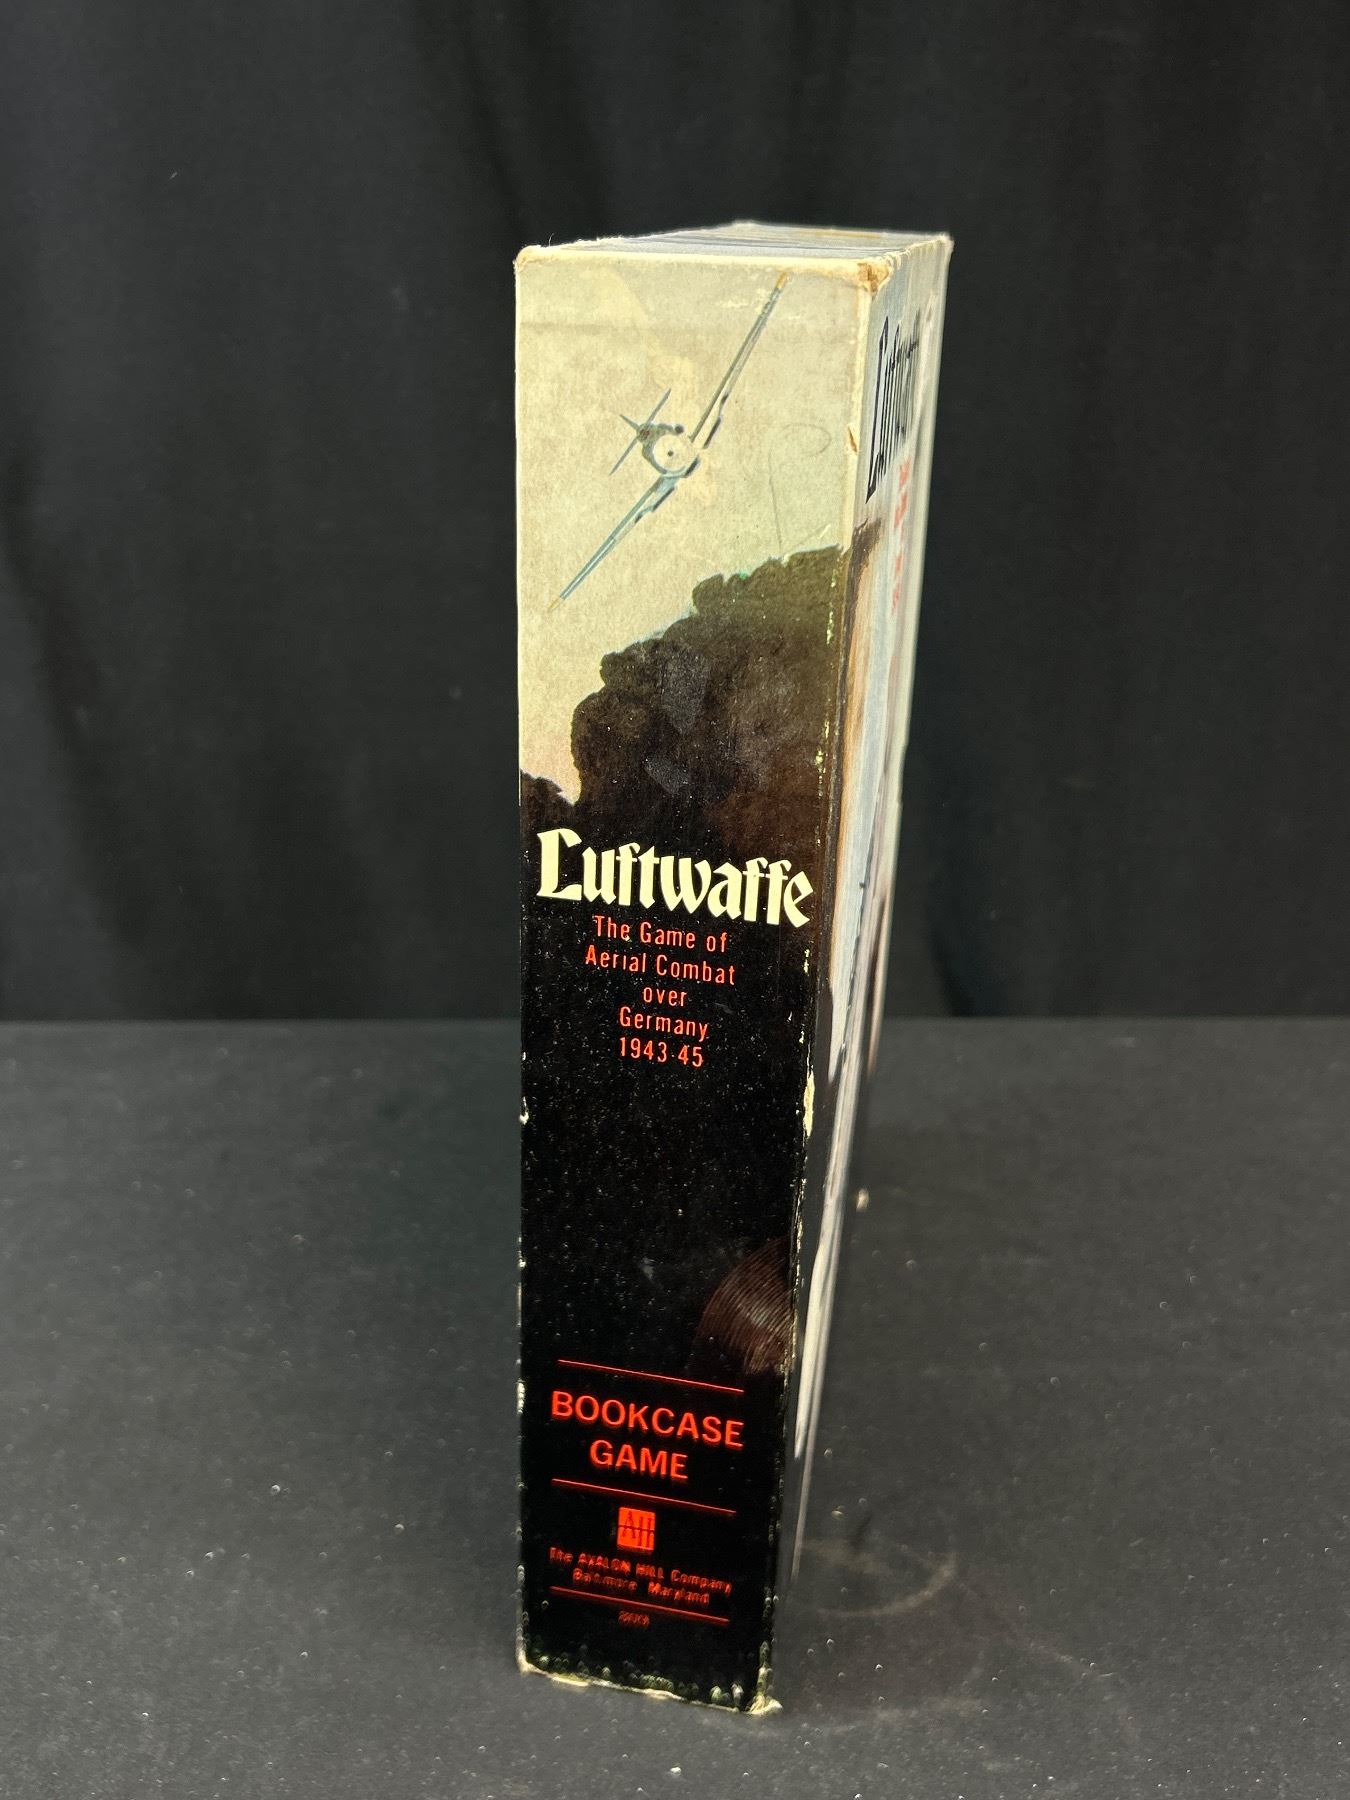 Luftwaffe
The Game of
Aerial Combat
over
Germany
1943-45
BOOKCASE
GAME
AH
The AVALON HILL Company
Baltimore Maryland
Luftwaffe